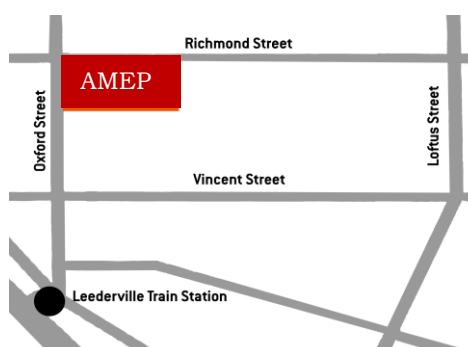 Richmond Street
AMEP
Oxford Street
Loftus Street
Vincent Street
Leederville Train Station